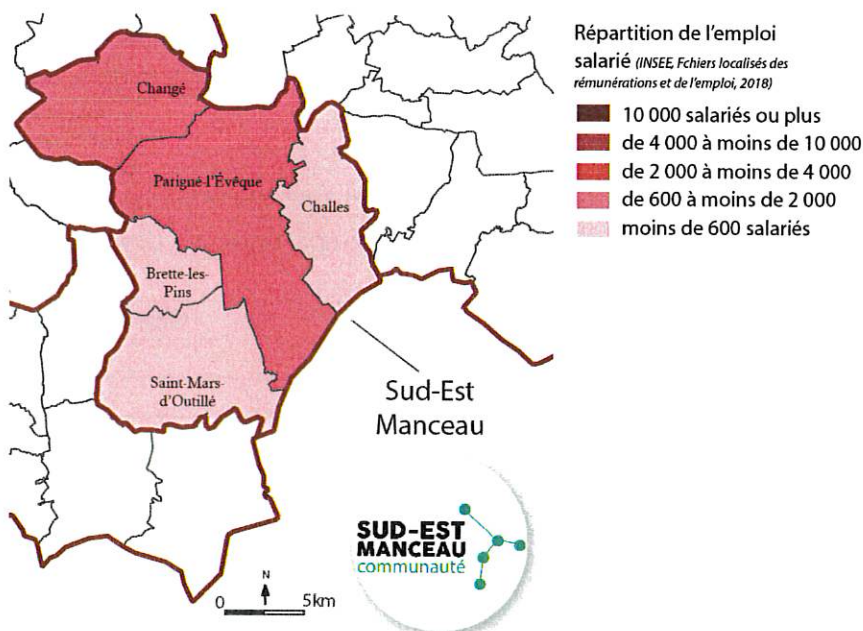 Répartition de l'emploi
salarié (INSEE, Fchiers localisés des
rémunérations et de l'emploi, 2018)
10 000 salariés ou plus
de 4 000 à moins de 10 000
de 2 000 à moins de 4 000
de 600 à moins de 2 000
moins de 600 salariés
Changé
Parigné-l'Évêque
Challes
Brette-les-
Pins
Saint-Mars-
d'Outillé
Sud-Est
Manceau
SUD-EST
MANCEAU
communauté
N
0 5km